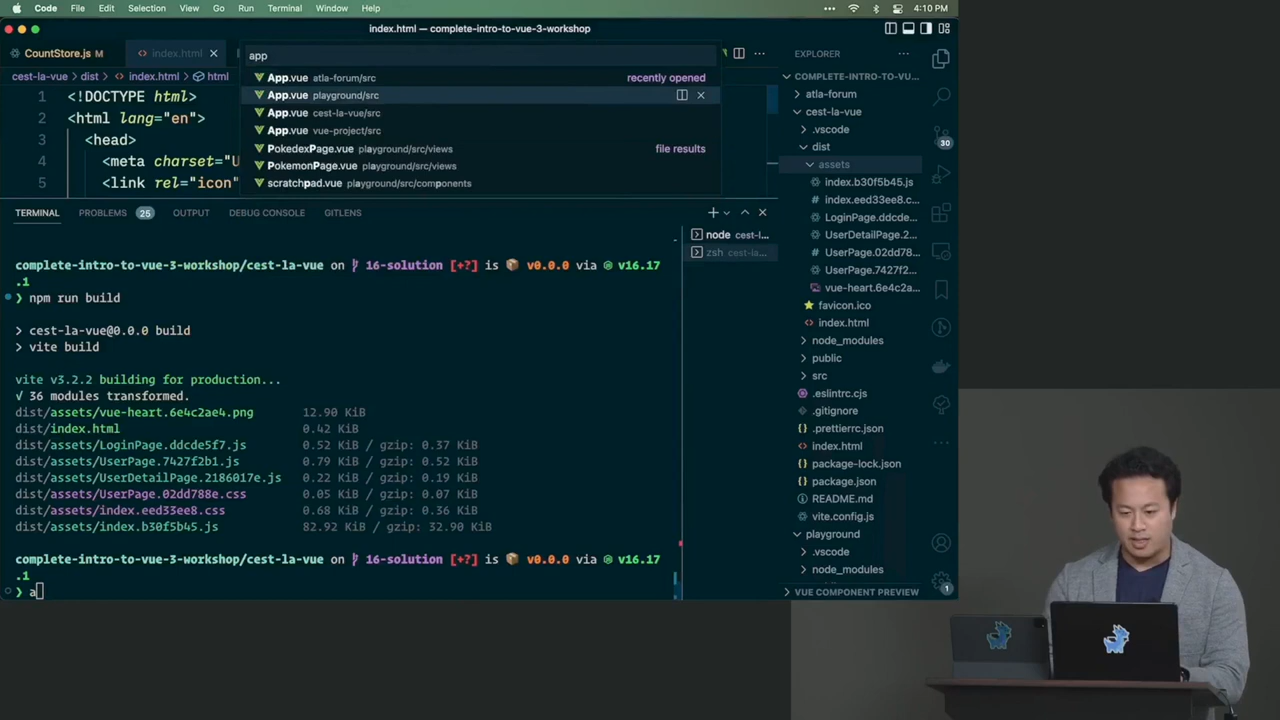 Code File Edit Selection View Go Run Terminal Window Help 4:10 PM
index.html — complete-intro-to-vue-3-workshop
CountStore.js M index.html
cest-la-vue > dist > index.html > html
app
App.vue atla-forum/src recently opened
App.vue playground/src
App.vue cest-la-vue/src
App.vue vue-project/src
PokedexPage.vue playground/src/views file results
PokemonPage.vue playground/src/views
scratchpad.vue playground/src/components
1 <!DOCTYPE html>
2 <html lang="en">
3 <head>
4 <meta charset="U
5 <link rel="icon"
TERMINAL PROBLEMS 25 OUTPUT DEBUG CONSOLE GITLENS
node cest-l...
zsh cest-la...
complete-intro-to-vue-3-workshop/cest-la-vue on 16-solution [+?] is v0.0.0 via v16.17
.1
❯ npm run build
> cest-la-vue@0.0.0 build
> vite build
vite v3.2.2 building for production...
✓ 36 modules transformed.
dist/assets/vue-heart.6e4c2ae4.png 12.90 KiB
dist/index.html 0.42 KiB
dist/assets/LoginPage.ddcde5f7.js 0.52 KiB / gzip: 0.37 KiB
dist/assets/UserPage.7427f2b1.js 0.79 KiB / gzip: 0.52 KiB
dist/assets/UserDetailPage.2186017e.js 0.22 KiB / gzip: 0.19 KiB
dist/assets/UserPage.02dd788e.css 0.05 KiB / gzip: 0.07 KiB
dist/assets/index.eed33ee8.css 0.68 KiB / gzip: 0.36 KiB
dist/assets/index.b30f5b45.js 82.92 KiB / gzip: 32.90 KiB
complete-intro-to-vue-3-workshop/cest-la-vue on 16-solution [+?] is v0.0.0 via v16.17
.1
❯ a
EXPLORER
COMPLETE-INTRO-TO-VU...
atla-forum
cest-la-vue
.vscode
dist
assets
index.b30f5b45.js
index.eed33ee8.c...
LoginPage.ddcde...
UserDetailPage.2...
UserPage.02dd78...
UserPage.7427f2...
vue-heart.6e4c2a...
favicon.ico
index.html
node_modules
public
src
.eslintrc.cjs
.gitignore
.prettierrc.json
index.html
package-lock.json
package.json
README.md
vite.config.js
playground
.vscode
node_modules
VUE COMPONENT PREVIEW
30
1